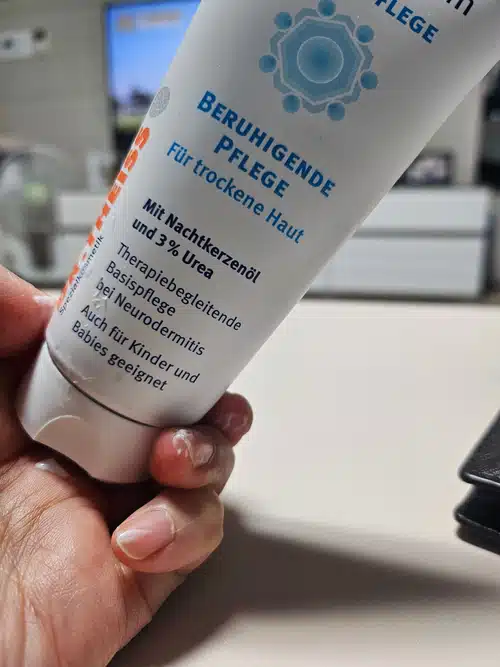 PFLEGE
BERUHIGENDE
PFLEGE
Für trockene Haut
Mit Nachtkerzenöl
und 3 % Urea
Therapiebegleitende
Basispflege
bei Neurodermitis
Auch für Kinder und
Babies geeignet
Spezialkosmetik